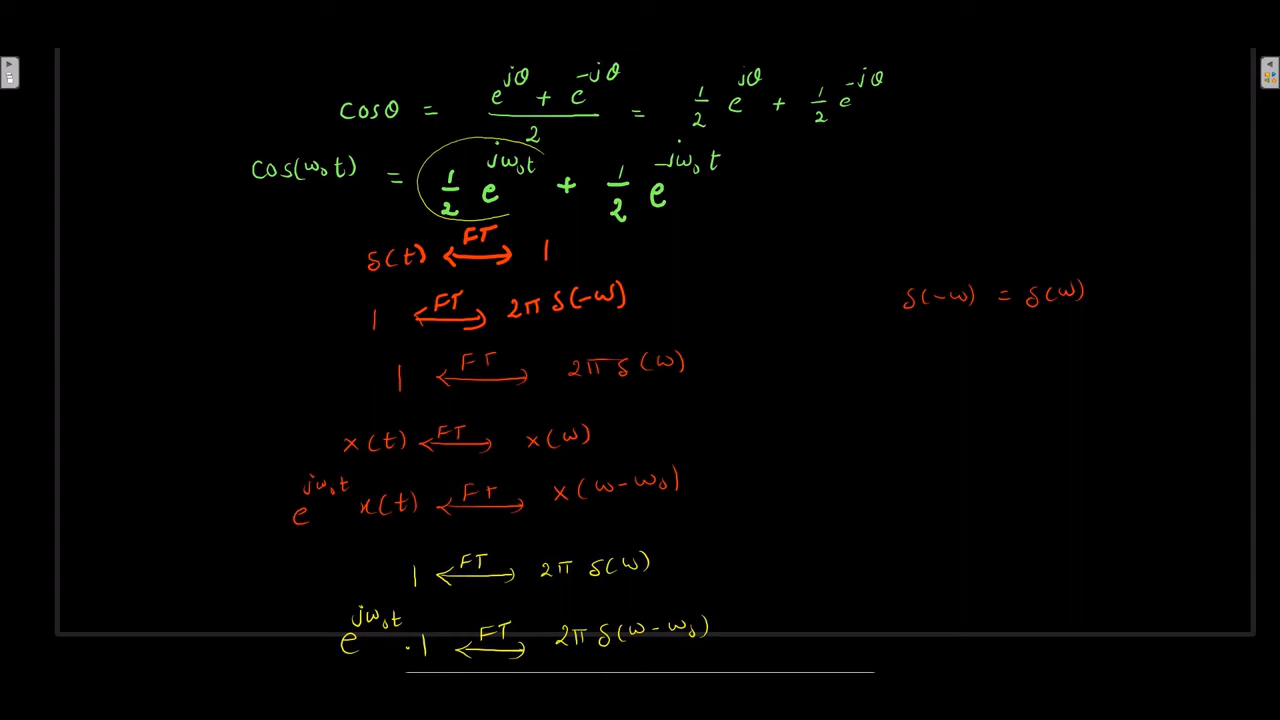 cosθ = (e^{jθ} + e^{-jθ})/2 = 1/2 e^{jθ} + 1/2 e^{-jθ}
cos(ω₀t) = 1/2 e^{jω₀t} + 1/2 e^{-jω₀t}
δ(t) ⟷FT 1
1 ⟷FT 2π δ(-ω)
δ(-ω) = δ(ω)
1 ⟷FT 2π δ(ω)
x(t) ⟷FT X(ω)
e^{jω₀t} x(t) ⟷FT X(ω-ω₀)
1 ⟷FT 2π δ(ω)
e^{jω₀t} . 1 ⟷FT 2π δ(ω-ω₀)